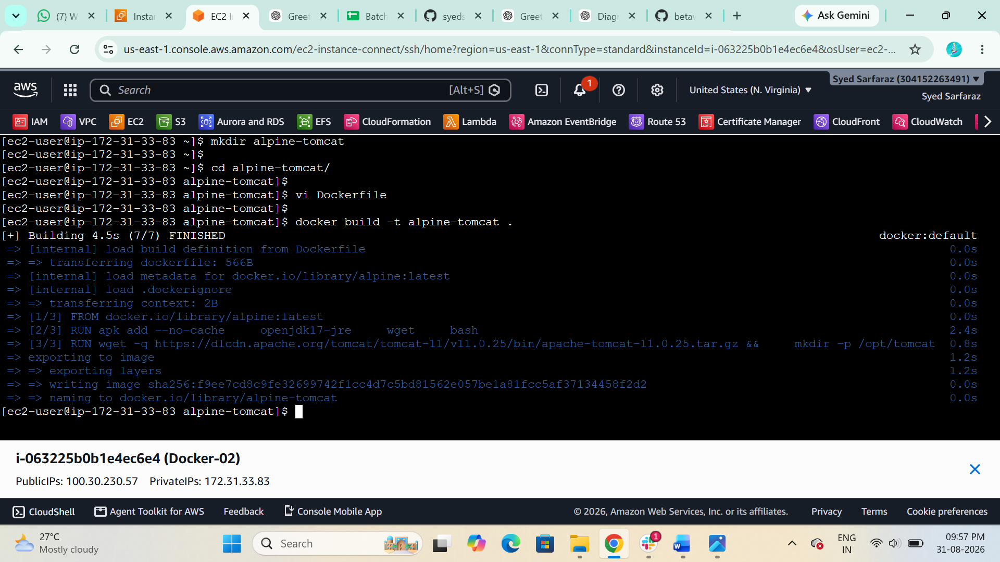 (7) W
Instar
EC2 I
Greet
Batch
syeds
Greet
Diagr
betaw
Ask Gemini
us-east-1.console.aws.amazon.com/ec2-instance-connect/ssh/home?region=us-east-1&connType=standard&instanceId=i-063225b0b1e4ec6e4&osUser=ec2-...
aws
Search
[Alt+S]
1
United States (N. Virginia) ▼
Syed Sarfaraz (304152263491) ▼
Syed Sarfaraz
IAM
VPC
EC2
S3
Aurora and RDS
EFS
CloudFormation
Lambda
Amazon EventBridge
Route 53
Certificate Manager
CloudFront
CloudWatch
[ec2-user@ip-172-31-33-83 ~]$ mkdir alpine-tomcat
[ec2-user@ip-172-31-33-83 ~]$
[ec2-user@ip-172-31-33-83 ~]$ cd alpine-tomcat/
[ec2-user@ip-172-31-33-83 alpine-tomcat]$
[ec2-user@ip-172-31-33-83 alpine-tomcat]$ vi Dockerfile
[ec2-user@ip-172-31-33-83 alpine-tomcat]$
[ec2-user@ip-172-31-33-83 alpine-tomcat]$ docker build -t alpine-tomcat .
[+] Building 4.5s (7/7) FINISHED docker:default
=> [internal] load build definition from Dockerfile 0.0s
=> => transferring dockerfile: 566B 0.0s
=> [internal] load metadata for docker.io/library/alpine:latest 0.0s
=> [internal] load .dockerignore 0.0s
=> => transferring context: 2B 0.0s
=> [1/3] FROM docker.io/library/alpine:latest 0.0s
=> [2/3] RUN apk add --no-cache     openjdk17-jre     wget     bash 2.4s
=> [3/3] RUN wget -q https://dlcdn.apache.org/tomcat/tomcat-11/v11.0.25/bin/apache-tomcat-11.0.25.tar.gz &&     mkdir -p /opt/tomcat 0.8s
=> exporting to image 1.2s
=> => exporting layers 1.2s
=> => writing image sha256:f9ee7cd8c9fe32699742f1cc4d7c5bd81562e057be1a81fcc5af37134458f2d2 0.0s
=> => naming to docker.io/library/alpine-tomcat 0.0s
[ec2-user@ip-172-31-33-83 alpine-tomcat]$
i-063225b0b1e4ec6e4 (Docker-02)
PublicIPs: 100.30.230.57    PrivateIPs: 172.31.33.83
CloudShell
Agent Toolkit for AWS
Feedback
Console Mobile App
© 2026, Amazon Web Services, Inc. or its affiliates.
Privacy
Terms
Cookie preferences
27°C
Mostly cloudy
Search
1
ENG
IN
09:57 PM
31-08-2026